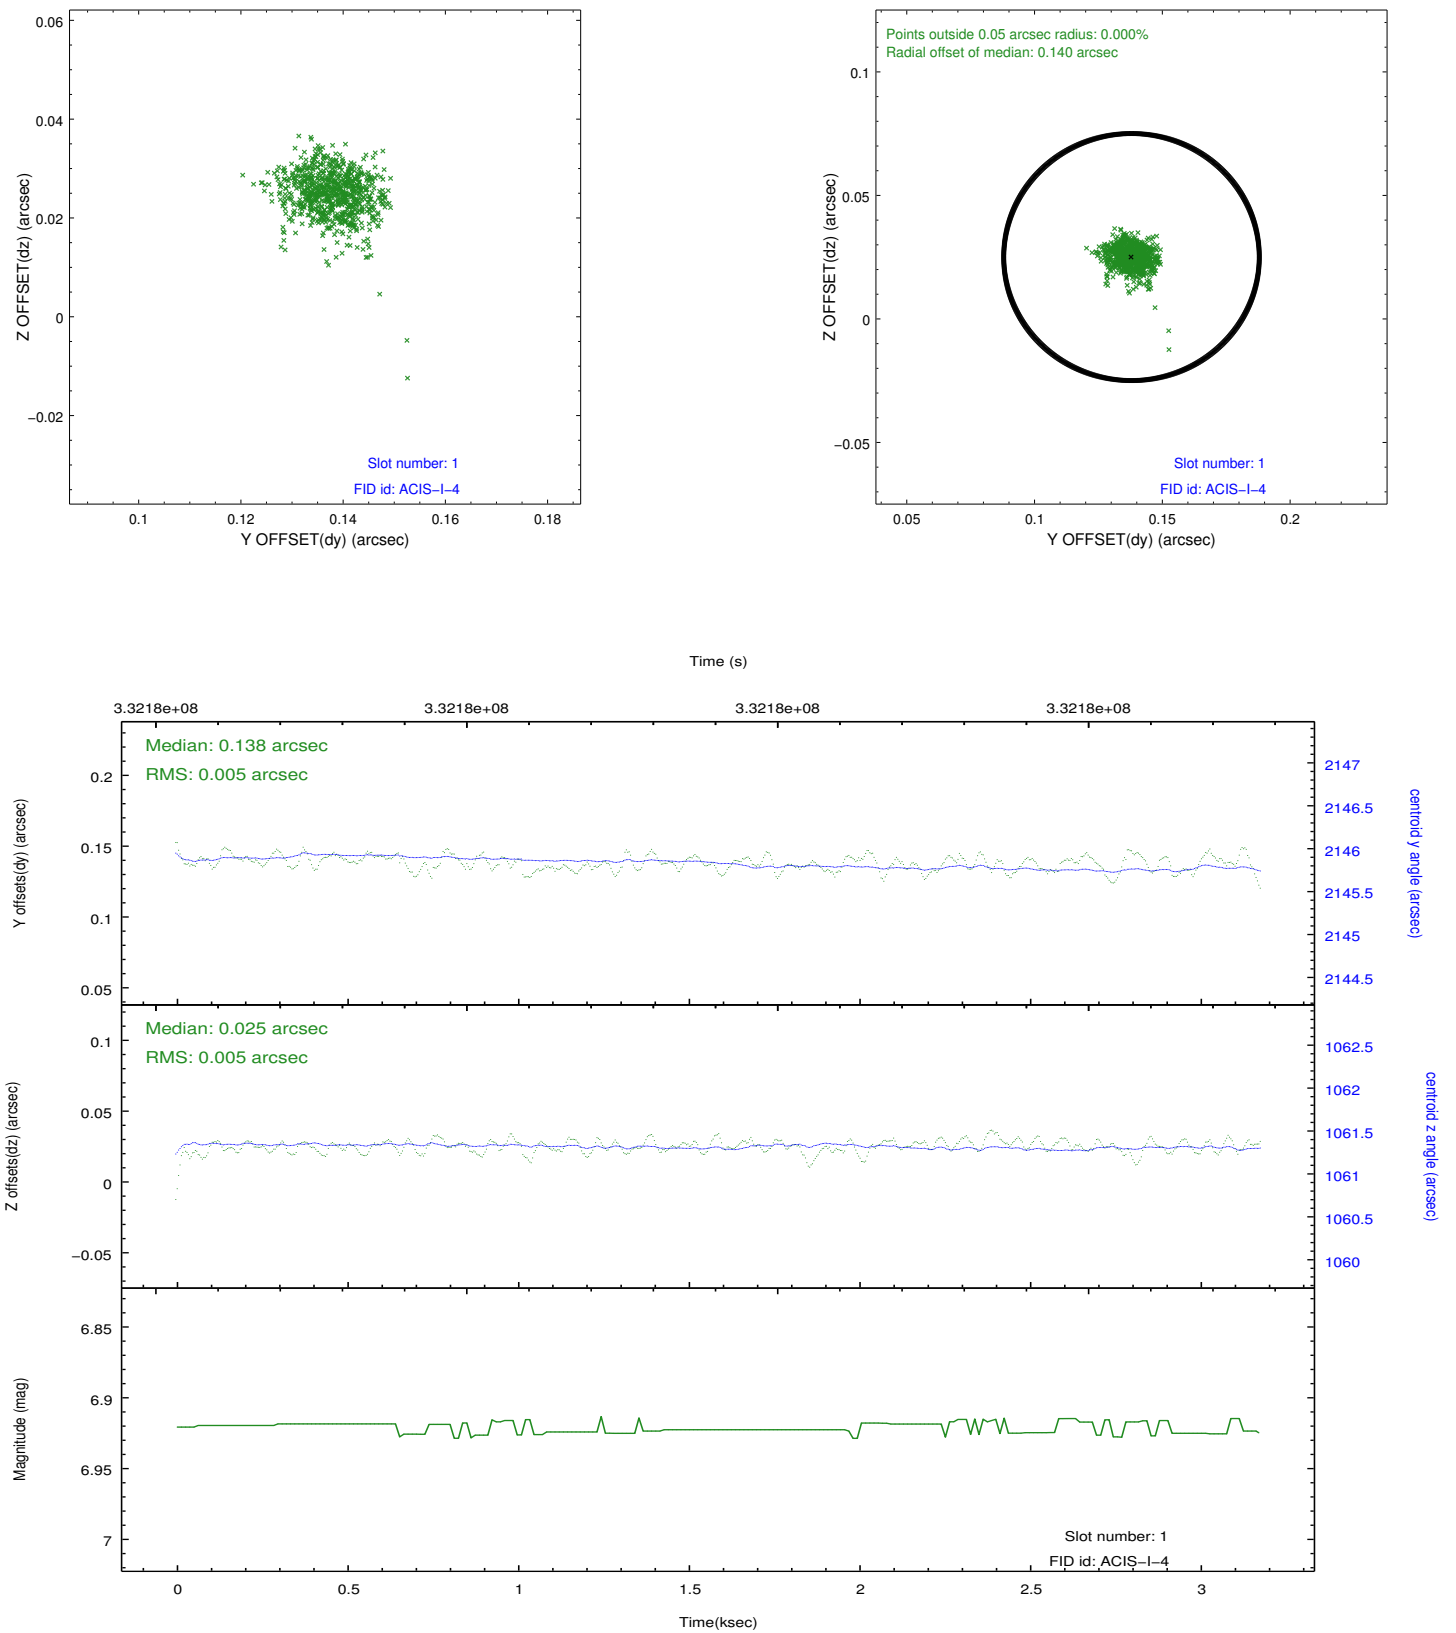 0.06
0.04
0.02
0
−0.02
Z OFFSET(dz) (arcsec)
Slot number: 1
FID id: ACIS−I−4
0.1 0.12 0.14 0.16 0.18
Y OFFSET(dy) (arcsec)
Points outside 0.05 arcsec radius: 0.000%
Radial offset of median: 0.140 arcsec
0.1
0.05
0
−0.05
Z OFFSET(dz) (arcsec)
Slot number: 1
FID id: ACIS−I−4
0.05 0.1 0.15 0.2
Y OFFSET(dy) (arcsec)
Time (s)
3.3218e+08 3.3218e+08 3.3218e+08 3.3218e+08
Median: 0.138 arcsec
RMS: 0.005 arcsec
0.2
0.15
0.1
0.05
Y offsets(dy) (arcsec)
2147
2146.5
2146
2145.5
2145
2144.5
centroid y angle (arcsec)
Median: 0.025 arcsec
RMS: 0.005 arcsec
0.1
0.05
0
−0.05
Z offsets(dz) (arcsec)
1062.5
1062
1061.5
1061
1060.5
1060
centroid z angle (arcsec)
6.85
6.9
6.95
7
Magnitude (mag)
Slot number: 1
FID id: ACIS−I−4
0 0.5 1 1.5 2 2.5 3
Time(ksec)